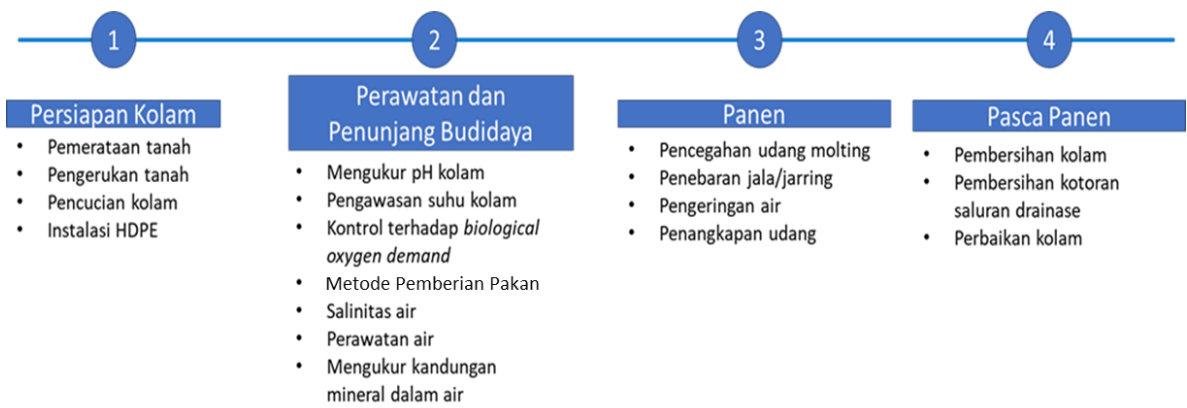 1
Persiapan Kolam
• Pemerataan tanah
• Pengerukan tanah
• Pencucian kolam
• Instalasi HDPE
2
Perawatan dan
Penunjang Budidaya
• Mengukur pH kolam
• Pengawasan suhu kolam
• Kontrol terhadap biological
oxygen demand
• Metode Pemberian Pakan
• Salinitas air
• Perawatan air
• Mengukur kandungan
mineral dalam air
3
Panen
• Pencegahan udang molting
• Penebaran jala/jarring
• Pengeringan air
• Penangkapan udang
4
Pasca Panen
• Pembersihan kolam
• Pembersihan kotoran
saluran drainase
• Perbaikan kolam